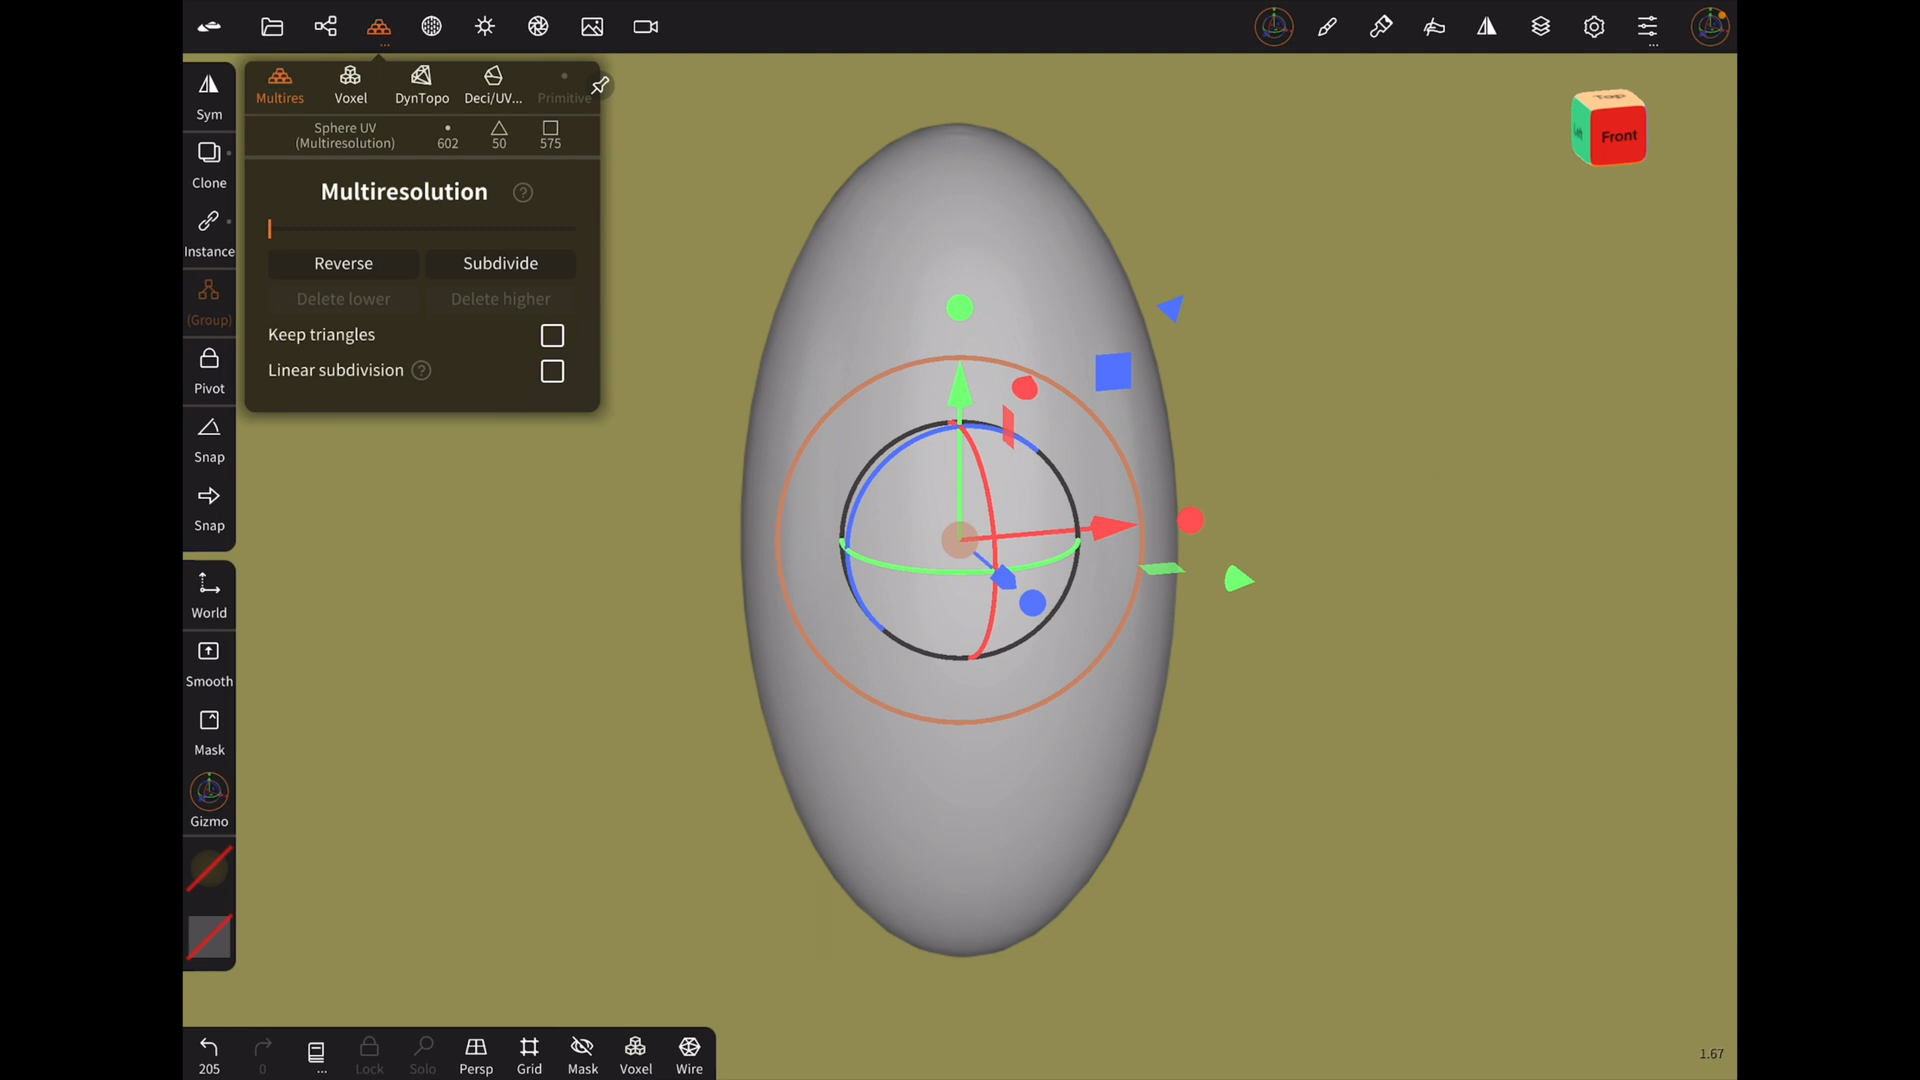 ...
...
Sym
Clone
Instance
(Group)
Pivot
Snap
Snap
World
Smooth
Mask
Gizmo
Multires
Voxel
DynTopo
Deci/UV...
Primitive
Sphere UV
(Multiresolution)
602
50
575
Multiresolution ?
Reverse
Subdivide
Delete lower
Delete higher
Keep triangles
Linear subdivision ?
Top
Left
Front
205
0
...
Lock
Solo
Persp
Grid
Mask
Voxel
Wire
1.67